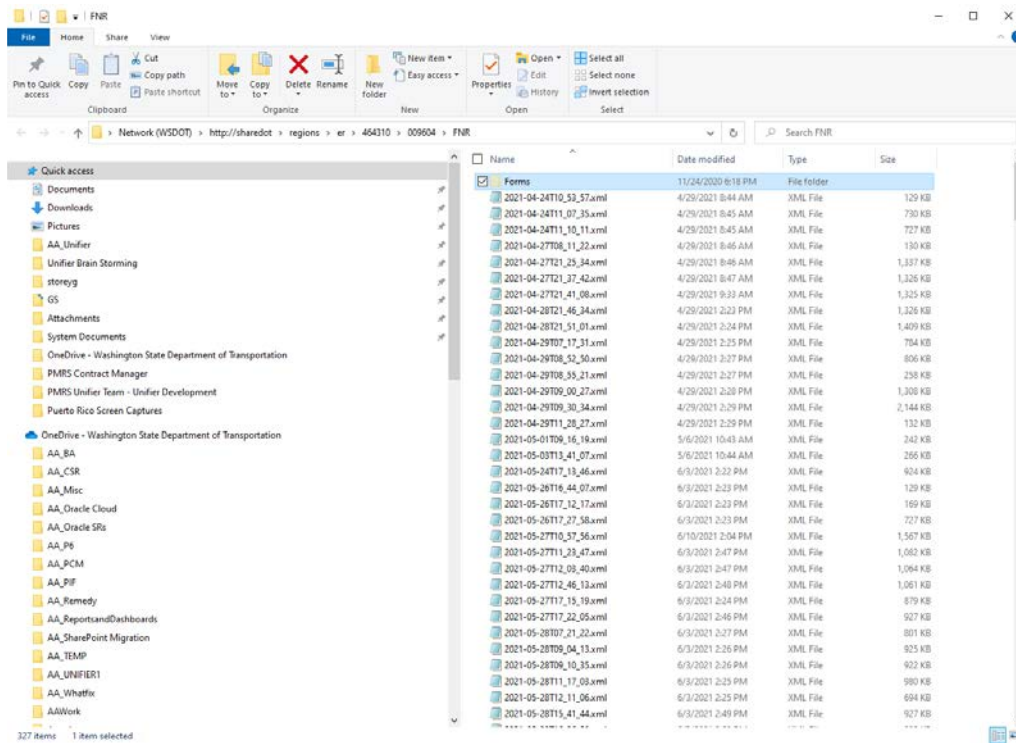 FNR
File Home Share View
Pin to Quick access
Copy
Paste
Cut
Copy path
Paste shortcut
Clipboard
Move to
Copy to
Delete
Rename
Organize
New folder
New item
Easy access
New
Properties
Open
Edit
History
Open
Select all
Select none
Invert selection
Select
Network (WSDOT) > http://sharedot > regions > er > 464310 > 009604 > FNR
Search FNR
Quick access
Documents
Downloads
Pictures
AA_Unifier
Unifier Brain Storming
storeyg
GS
Attachments
System Documents
OneDrive - Washington State Department of Transportation
PMRS Contract Manager
PMRS Unifier Team - Unifier Development
Puerto Rico Screen Captures
OneDrive - Washington State Department of Transportation
AA_BA
AA_CSR
AA_Misc
AA_Oracle Cloud
AA_Oracle SRs
AA_P6
AA_PCM
AA_PIF
AA_Remedy
AA_ReportsandDashboards
AA_SharePoint Migration
AA_TEMP
AA_UNIFIER1
AA_Whatfix
AAWork
Name Date modified Type Size
Forms 11/24/2020 6:18 PM File folder
2021-04-24T10_53_57.xml 4/29/2021 8:44 AM XML File 129 KB
2021-04-24T11_07_35.xml 4/29/2021 8:45 AM XML File 730 KB
2021-04-24T11_10_11.xml 4/29/2021 8:45 AM XML File 727 KB
2021-04-27T08_11_22.xml 4/29/2021 8:46 AM XML File 130 KB
2021-04-27T21_25_34.xml 4/29/2021 8:46 AM XML File 1,337 KB
2021-04-27T21_37_42.xml 4/29/2021 8:47 AM XML File 1,326 KB
2021-04-27T21_41_08.xml 4/29/2021 9:33 AM XML File 1,325 KB
2021-04-28T21_46_34.xml 4/29/2021 2:23 PM XML File 1,326 KB
2021-04-28T21_51_01.xml 4/29/2021 2:24 PM XML File 1,409 KB
2021-04-29T07_17_31.xml 4/29/2021 2:25 PM XML File 784 KB
2021-04-29T08_52_50.xml 4/29/2021 2:27 PM XML File 806 KB
2021-04-29T08_55_21.xml 4/29/2021 2:27 PM XML File 258 KB
2021-04-29T09_00_27.xml 4/29/2021 2:28 PM XML File 1,308 KB
2021-04-29T09_30_34.xml 4/29/2021 2:29 PM XML File 2,144 KB
2021-04-29T11_28_27.xml 4/29/2021 2:29 PM XML File 132 KB
2021-05-01T09_16_19.xml 5/6/2021 10:43 AM XML File 242 KB
2021-05-03T13_41_07.xml 5/6/2021 10:44 AM XML File 266 KB
2021-05-24T17_13_46.xml 6/3/2021 2:22 PM XML File 924 KB
2021-05-26T16_44_07.xml 6/3/2021 2:23 PM XML File 129 KB
2021-05-26T17_12_17.xml 6/3/2021 2:23 PM XML File 169 KB
2021-05-26T17_27_58.xml 6/3/2021 2:23 PM XML File 727 KB
2021-05-27T10_57_56.xml 6/10/2021 2:04 PM XML File 1,567 KB
2021-05-27T11_23_47.xml 6/3/2021 2:47 PM XML File 1,082 KB
2021-05-27T12_03_40.xml 6/3/2021 2:47 PM XML File 1,064 KB
2021-05-27T12_46_13.xml 6/3/2021 2:48 PM XML File 1,061 KB
2021-05-27T17_15_19.xml 6/3/2021 2:24 PM XML File 879 KB
2021-05-27T17_22_05.xml 6/3/2021 2:46 PM XML File 927 KB
2021-05-28T07_21_22.xml 6/3/2021 2:27 PM XML File 801 KB
2021-05-28T09_04_13.xml 6/3/2021 2:26 PM XML File 925 KB
2021-05-28T09_10_35.xml 6/3/2021 2:26 PM XML File 922 KB
2021-05-28T11_17_03.xml 6/3/2021 2:25 PM XML File 980 KB
2021-05-28T12_11_06.xml 6/3/2021 2:25 PM XML File 694 KB
2021-05-28T15_41_44.xml 6/3/2021 2:49 PM XML File 927 KB
327 items 1 item selected